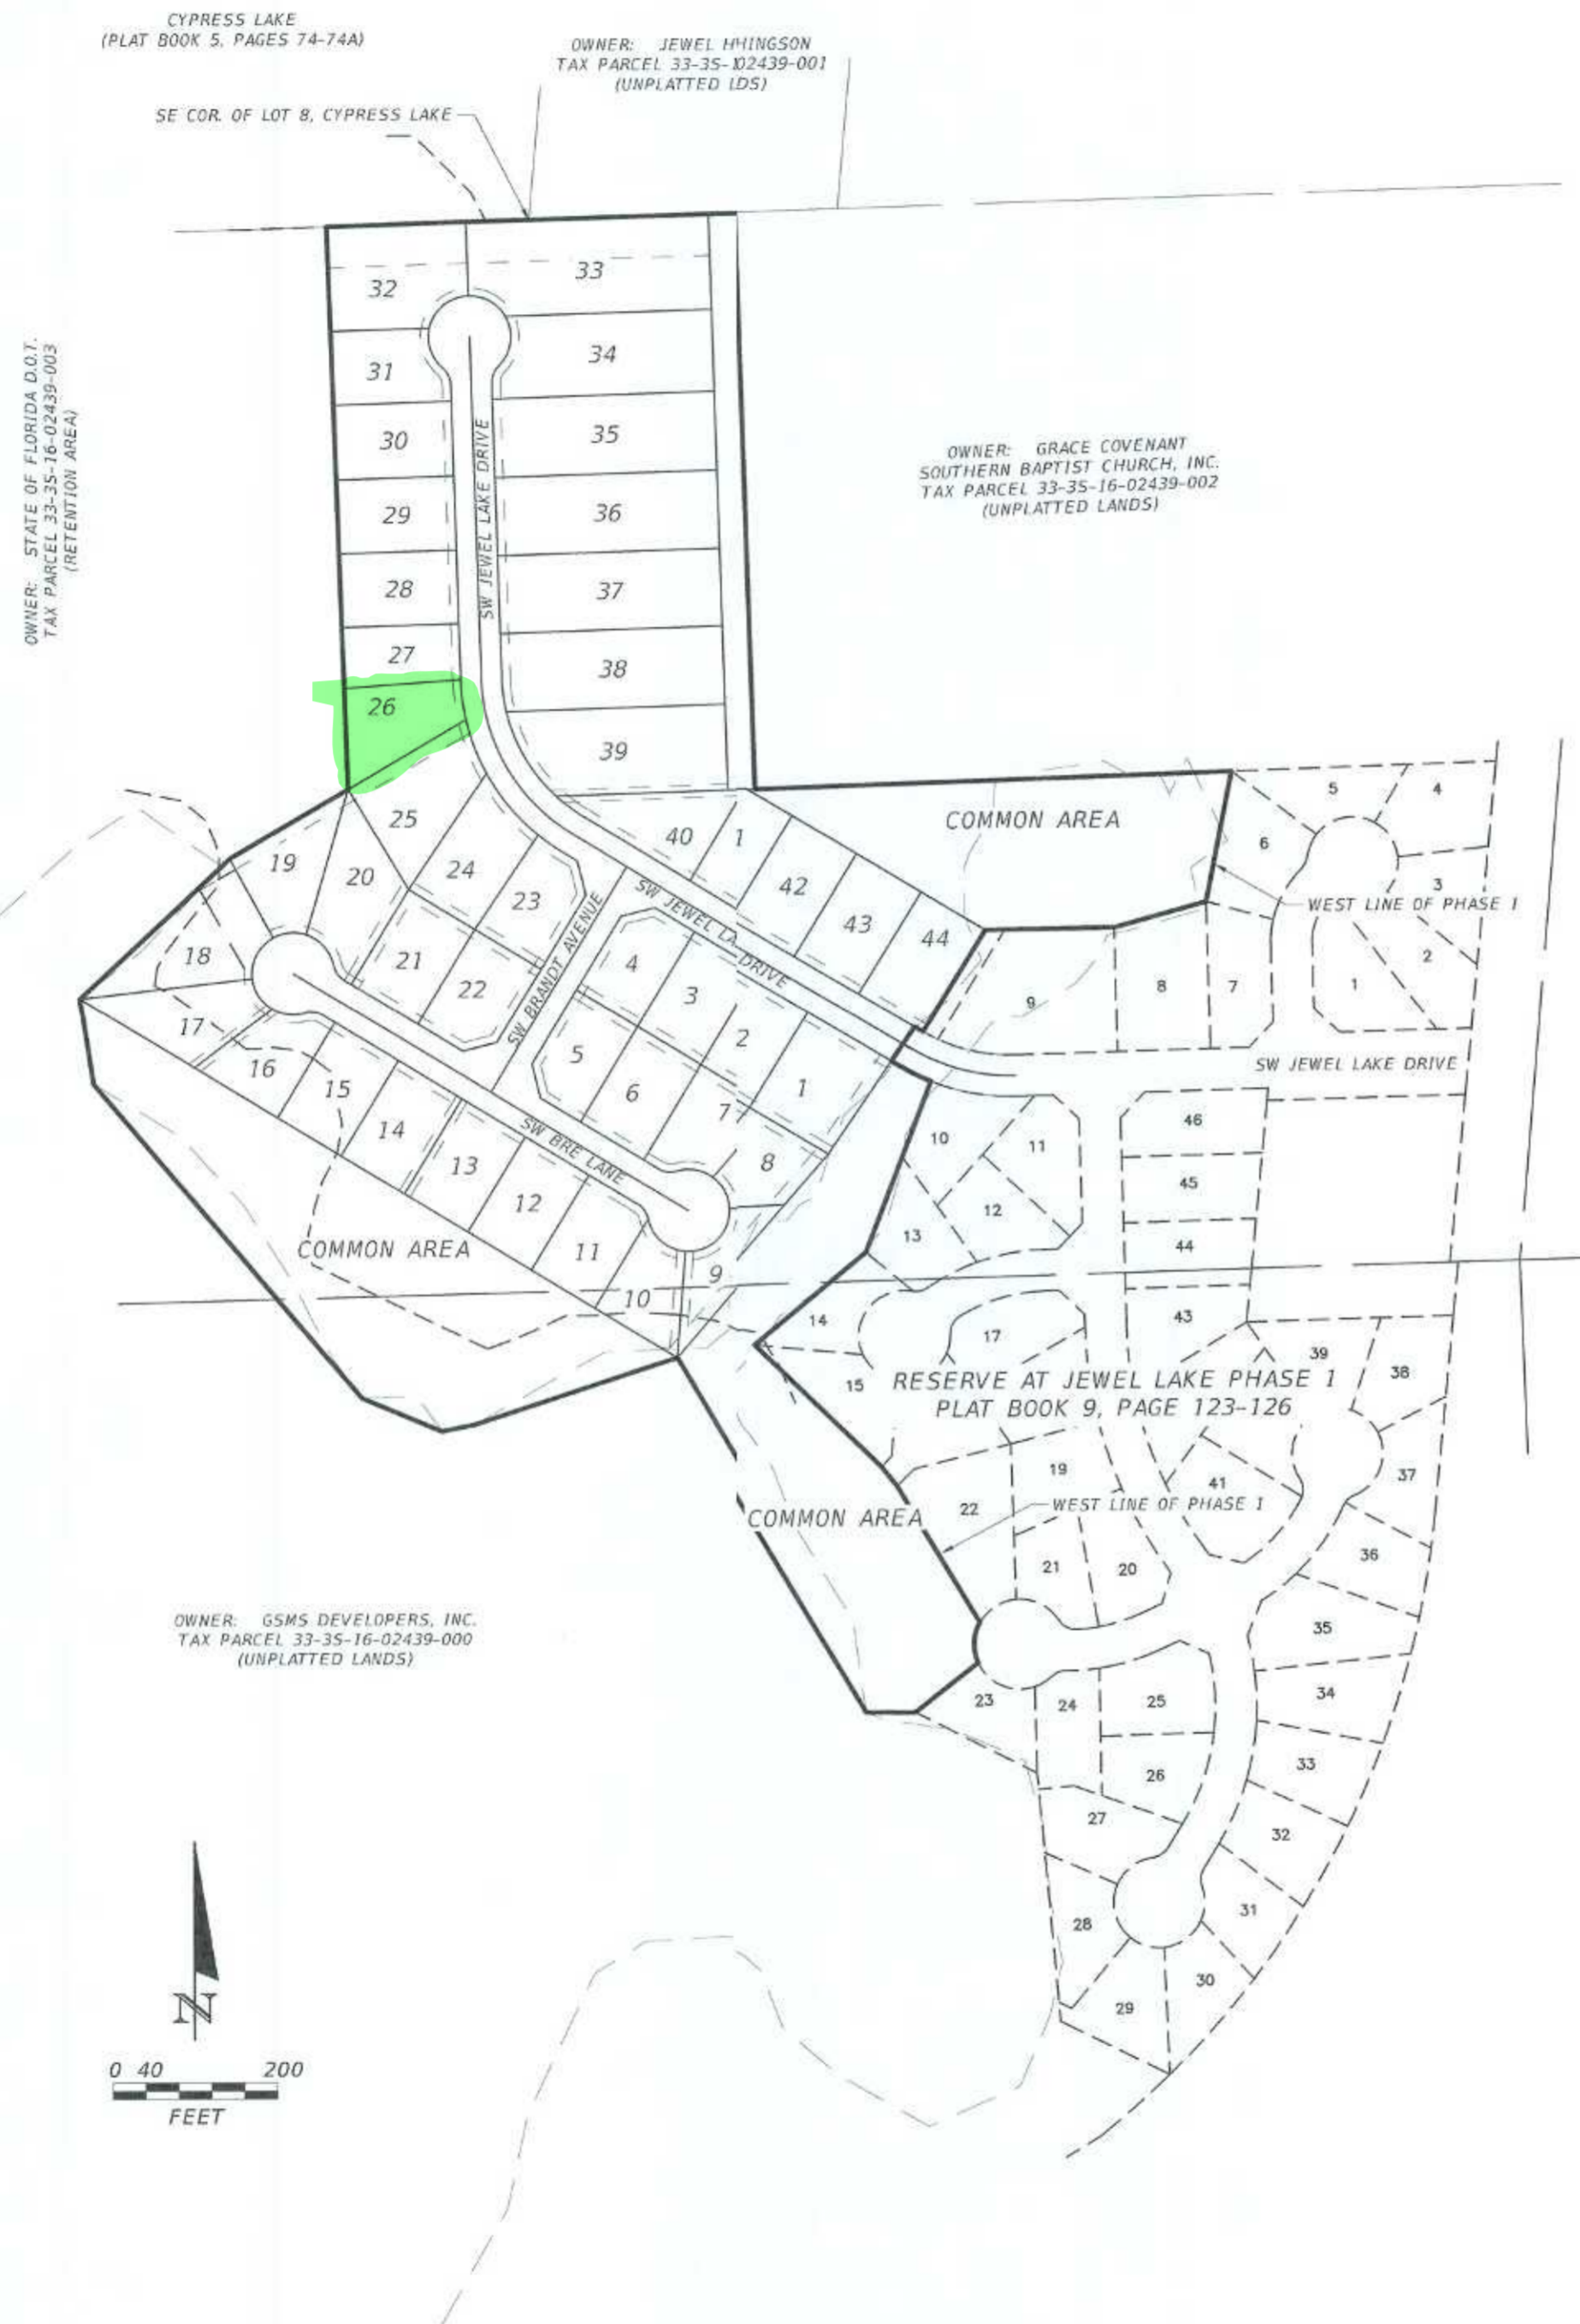 CYPRESS LAKE
(PLAT BOOK 5, PAGES 74-74A)
OWNER: JEWEL HHINGSON
TAX PARCEL 33-3S-102439-001
(UNPLATTED LDS)
SE COR. OF LOT 8, CYPRESS LAKE
OWNER: STATE OF FLORIDA D.O.T.
TAX PARCEL 33-3S-16-02439-003
(RETENTION AREA)
32
33
31
34
30
35
29
36
28
37
27
38
26
39
SW JEWEL LAKE DRIVE
OWNER: GRACE COVENANT
SOUTHERN BAPTIST CHURCH, INC.
TAX PARCEL 33-3S-16-02439-002
(UNPLATTED LANDS)
25
40
1
COMMON AREA
5
4
6
19
20
24
23
42
43
44
3
WEST LINE OF PHASE 1
SW JEWEL LA DRIVE
SW BRANDT AVENUE
18
21
22
4
3
2
1
9
8
7
2
1
17
16
15
14
13
12
11
10
9
5
6
7
8
SW BRE LANE
SW JEWEL LAKE DRIVE
10
11
12
13
46
45
44
43
COMMON AREA
14
17
15
39
38
RESERVE AT JEWEL LAKE PHASE 1
PLAT BOOK 9, PAGE 123-126
19
41
37
22
WEST LINE OF PHASE 1
COMMON AREA
21
20
36
OWNER: GSMS DEVELOPERS, INC.
TAX PARCEL 33-3S-16-02439-000
(UNPLATTED LANDS)
35
23
24
25
34
26
33
27
32
28
31
30
29
N
0 40 200
FEET